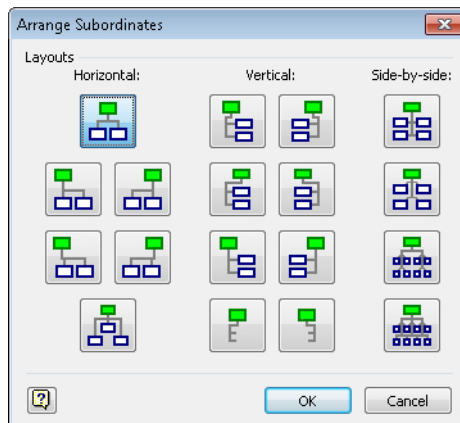 Arrange Subordinates
Layouts
Horizontal: Vertical: Side-by-side:
OK Cancel